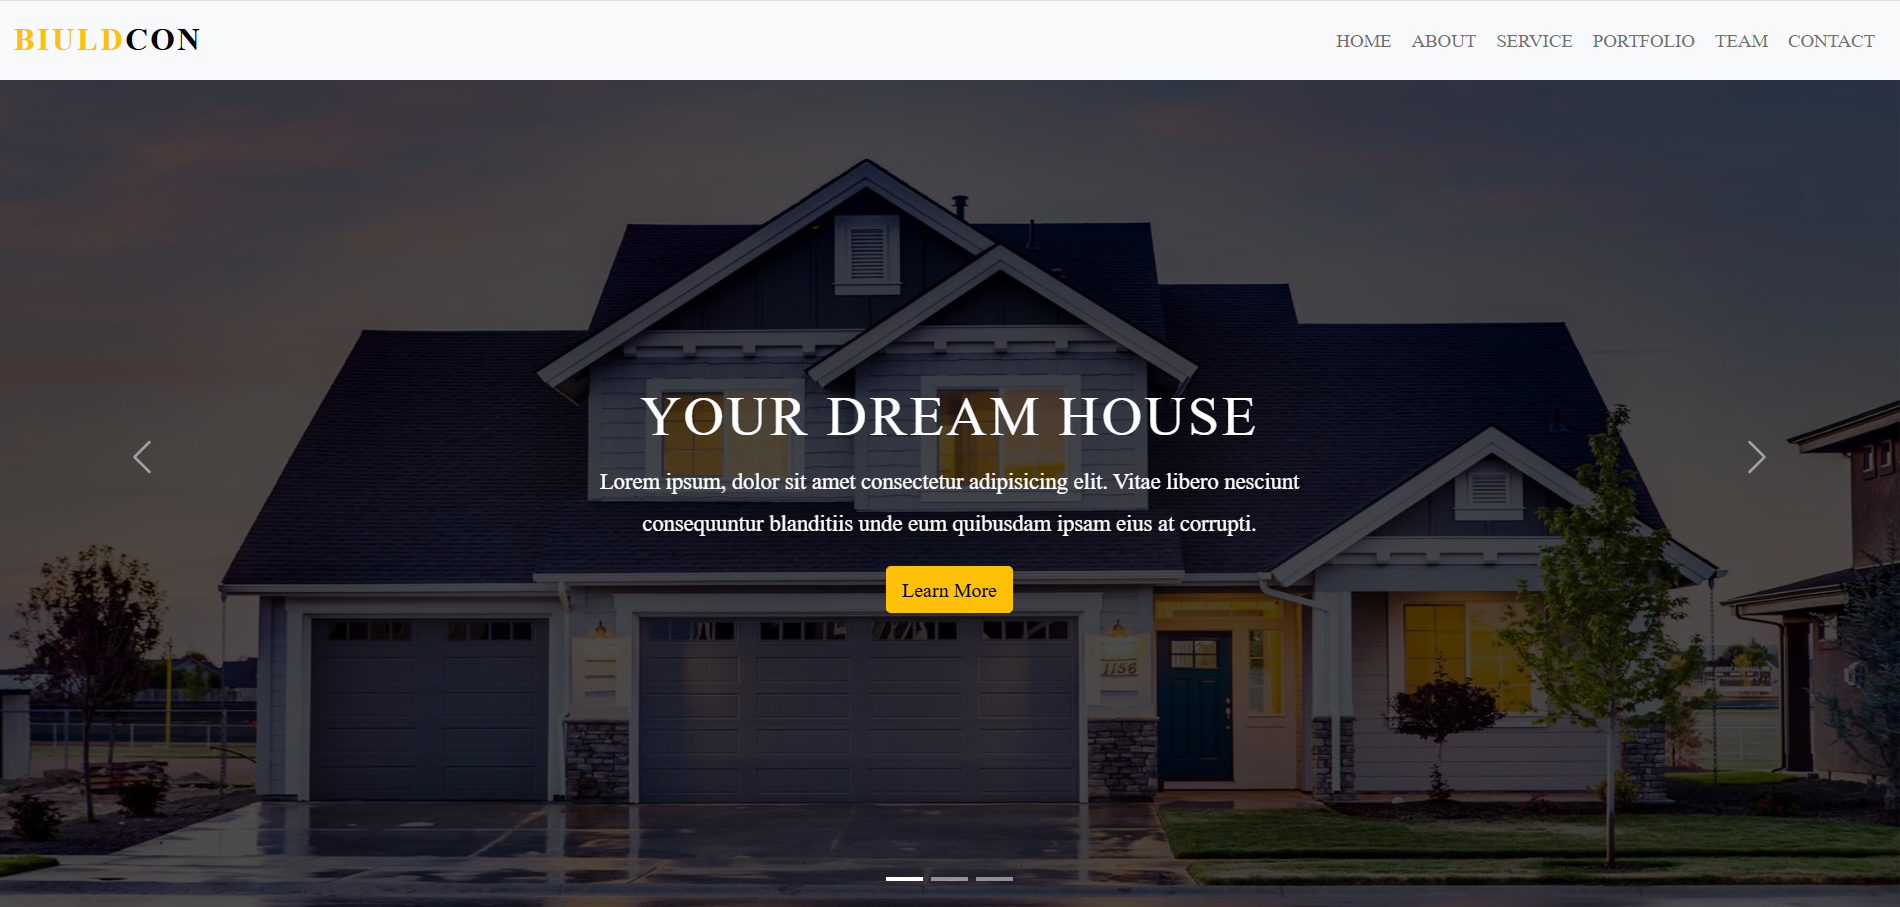 BIULDCON
HOME ABOUT SERVICE PORTFOLIO TEAM CONTACT
YOUR DREAM HOUSE
Lorem ipsum, dolor sit amet consectetur adipisicing elit. Vitae libero nesciunt
consequuntur blanditiis unde eum quibusdam ipsam eius at corrupti.
Learn More
1156